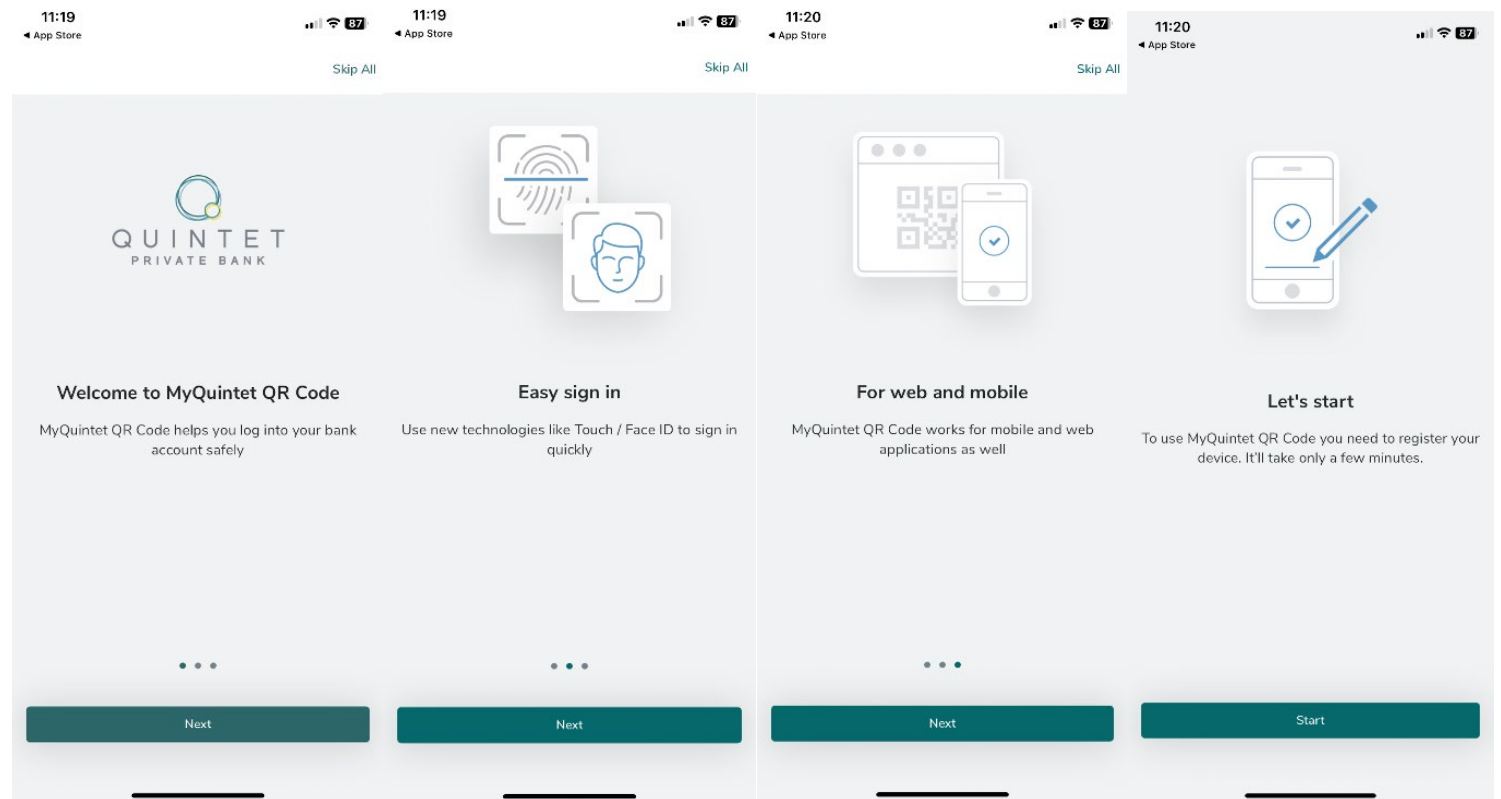 11:19
87
◀ App Store
Skip All
QUINTET
PRIVATE BANK
Welcome to MyQuintet QR Code
MyQuintet QR Code helps you log into your bank
account safely
Next
11:19
87
◀ App Store
Skip All
Easy sign in
Use new technologies like Touch / Face ID to sign in
quickly
Next
11:20
87
◀ App Store
Skip All
For web and mobile
MyQuintet QR Code works for mobile and web
applications as well
Next
11:20
87
◀ App Store
Let's start
To use MyQuintet QR Code you need to register your
device. It'll take only a few minutes.
Start